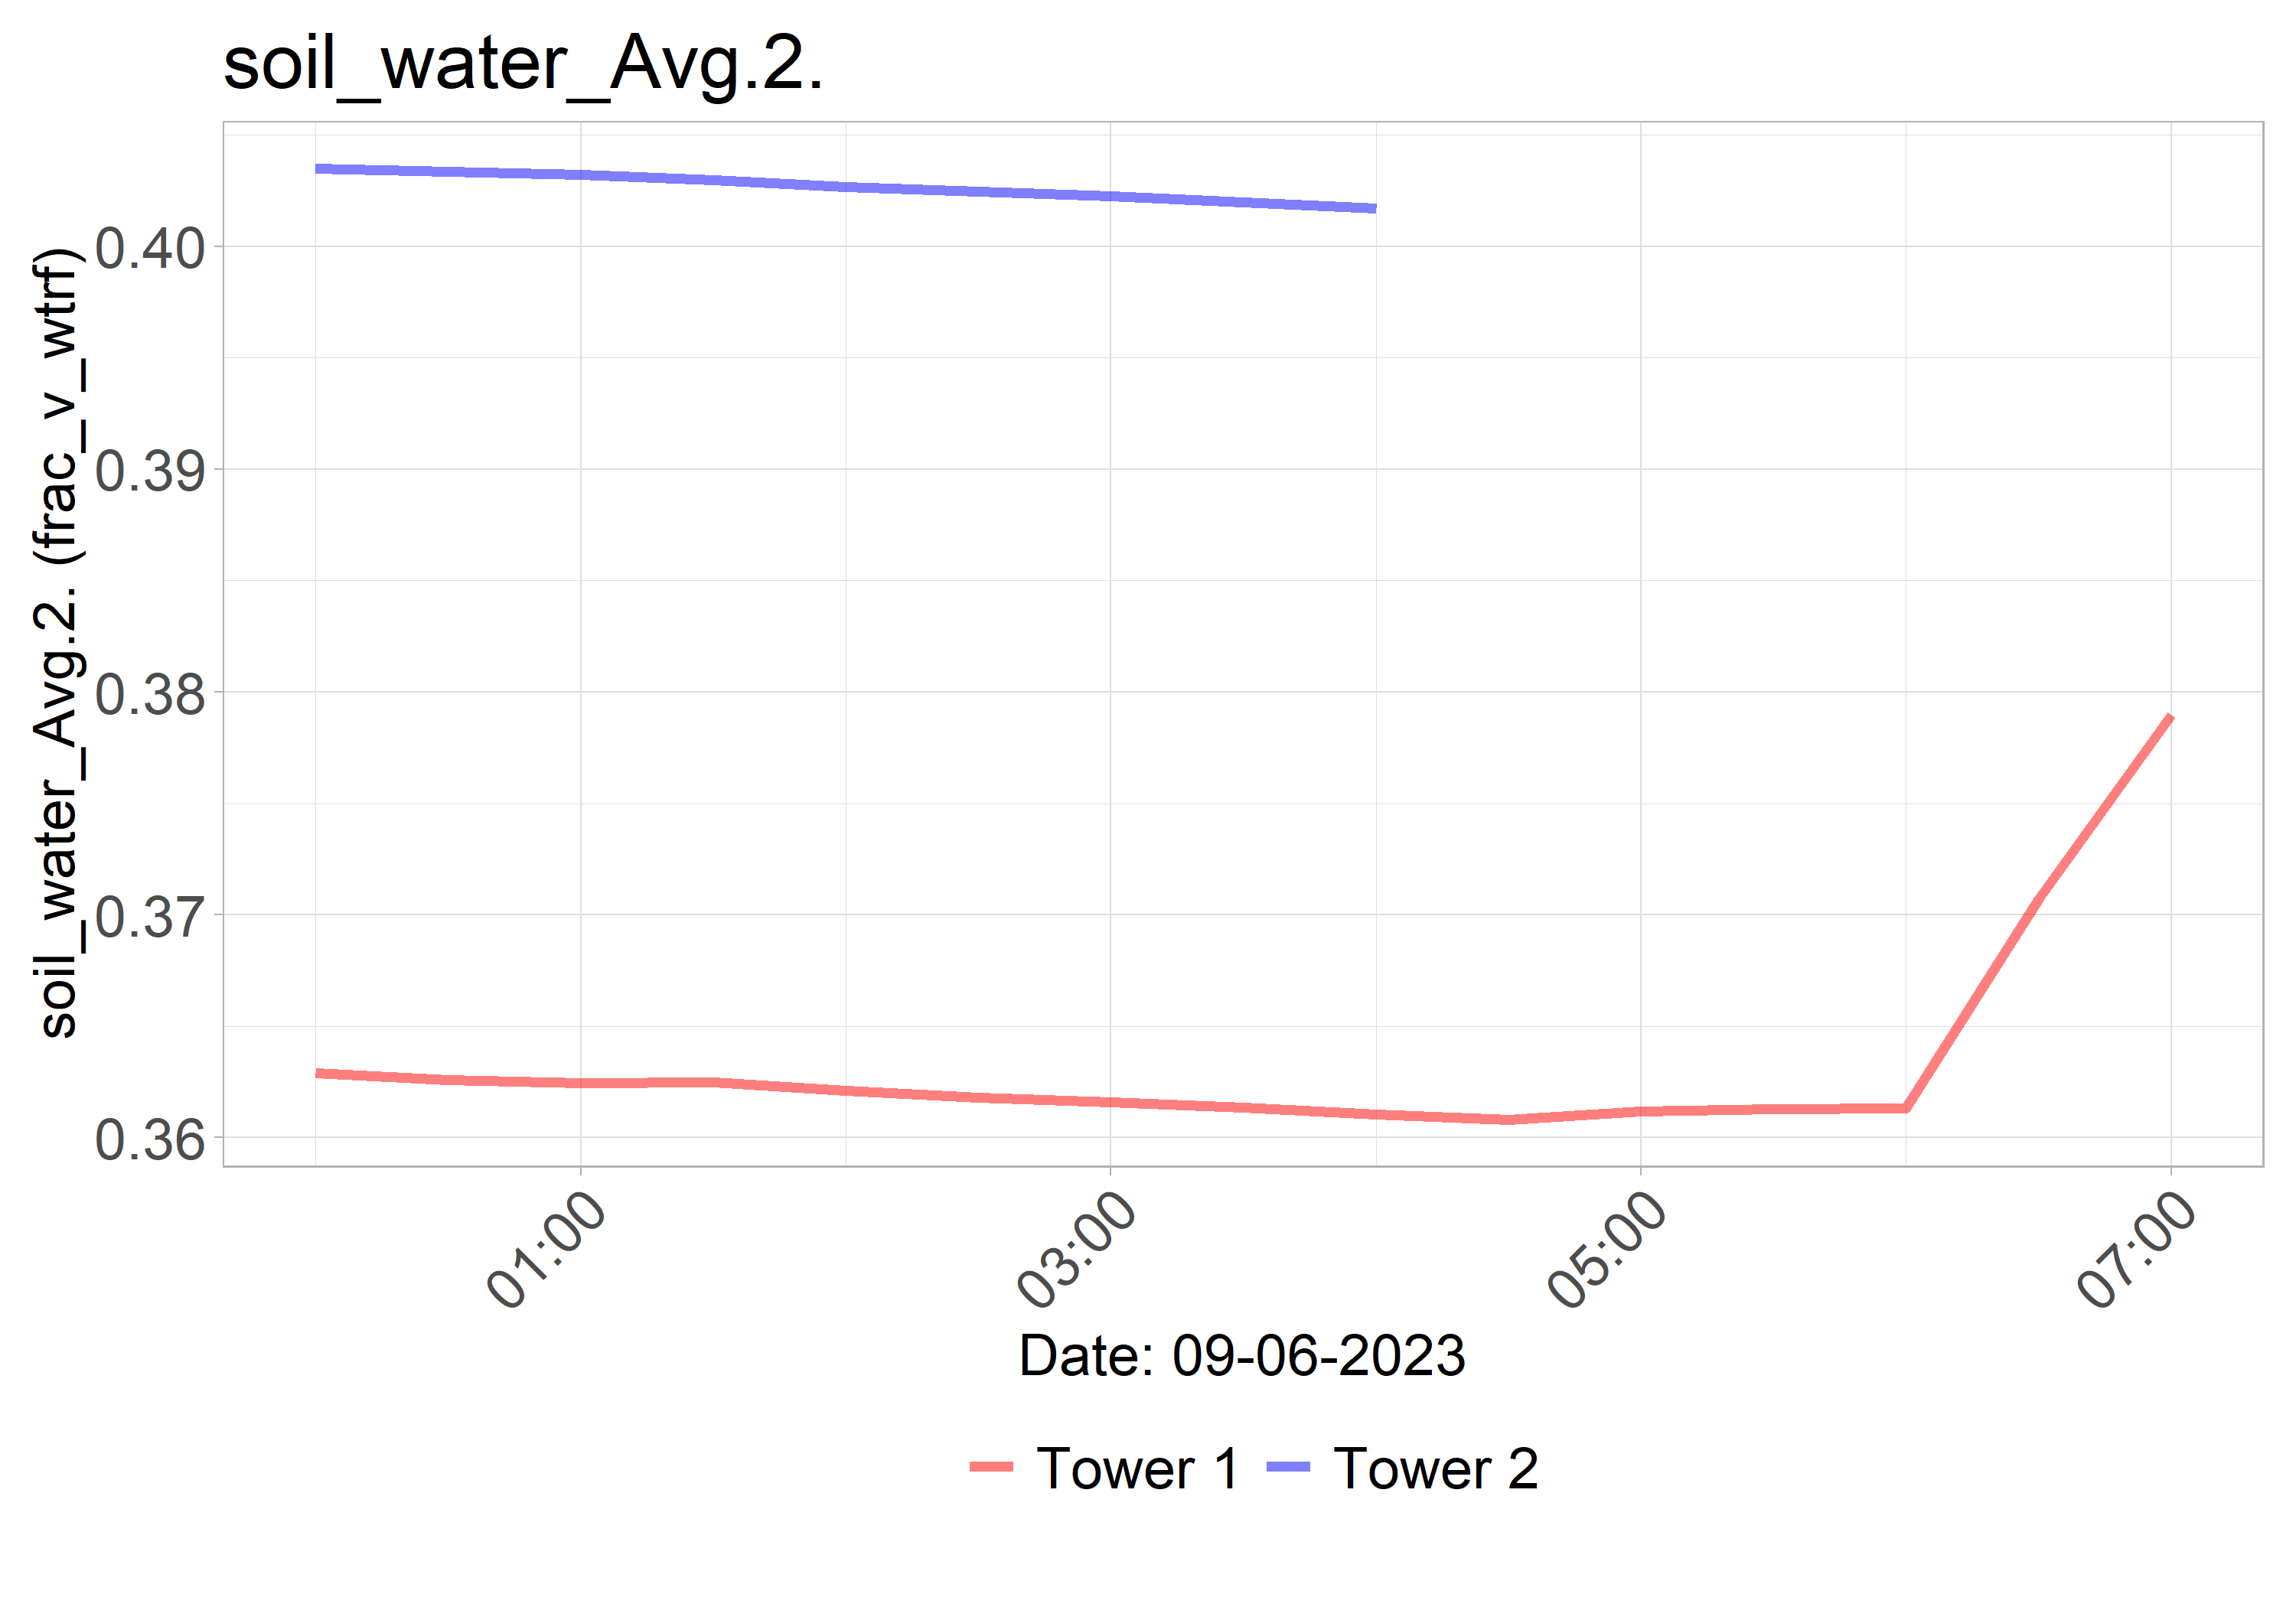 soil_water_Avg.2.
soil_water_Avg.2. (frac_v_wtrf)
0.40
0.39
0.38
0.37
0.36
01:00
03:00
05:00
07:00
Date: 09-06-2023
Tower 1
Tower 2